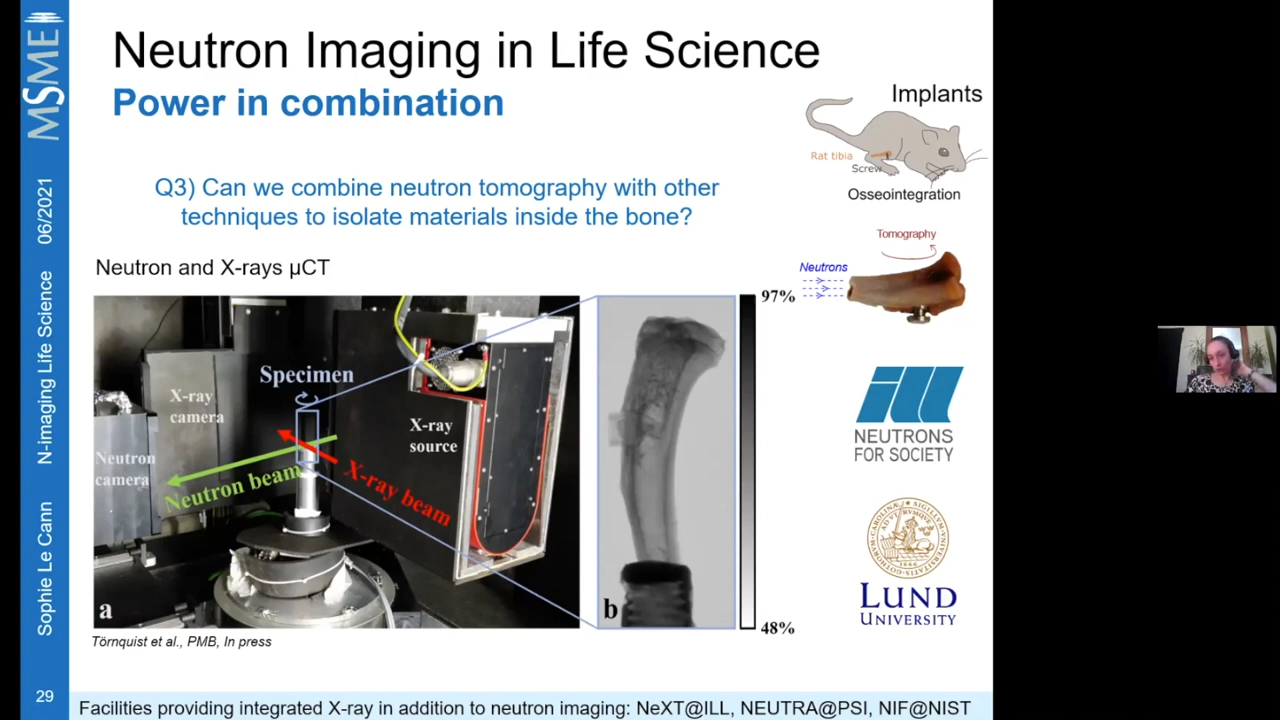 MSME
Sophie Le Cann N-imaging Life Science 06/2021
29
Neutron Imaging in Life Science
Power in combination
Implants
Rat tibia
Screw
Osseointegration
Q3) Can we combine neutron tomography with other
techniques to isolate materials inside the bone?
Tomography
Neutrons
Neutron and X-rays µCT
97%
Specimen
X-ray
camera
X-ray
source
Neutron
camera
Neutron beam
X-ray beam
a
b
48%
NEUTRONS
FOR SOCIETY
LUND
UNIVERSITY
Törnquist et al., PMB, In press
Facilities providing integrated X-ray in addition to neutron imaging: NeXT@ILL, NEUTRA@PSI, NIF@NIST